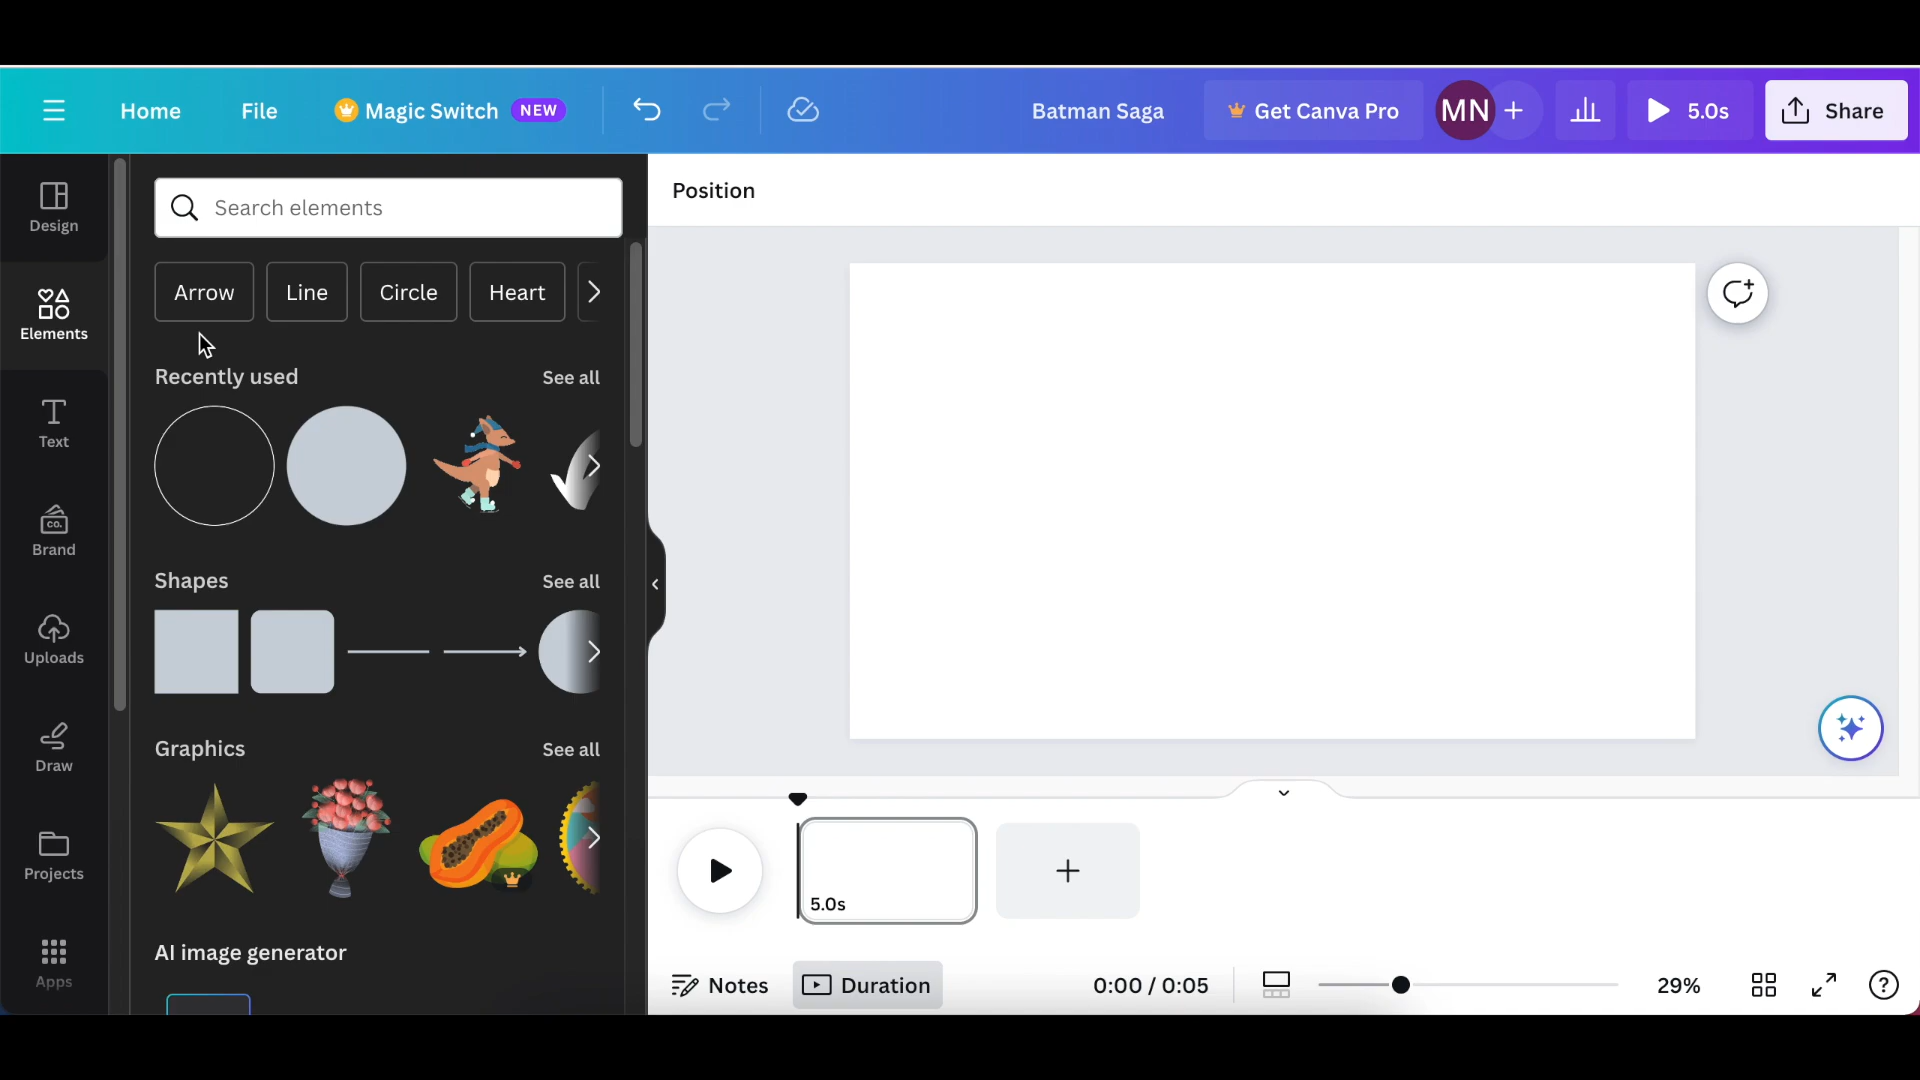 Home File Magic Switch NEW Batman Saga Get Canva Pro MN 5.0s Share
Design
Elements
Text
Brand
co.
Uploads
Draw
Projects
Apps
Search elements
Arrow Line Circle Heart
Recently used See all
Shapes See all
Graphics See all
AI image generator
Position
5.0s
Notes Duration 0:00 / 0:05 29%